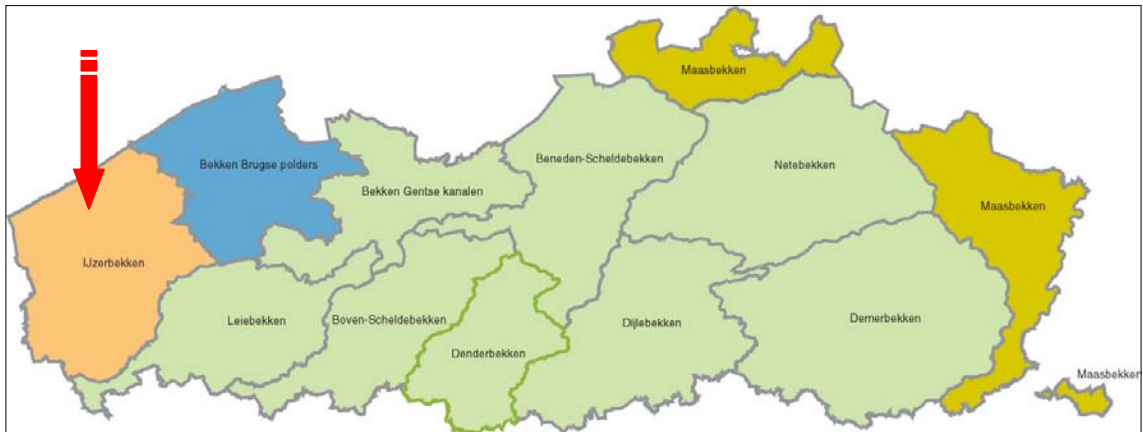 Maasbekken
Bekken Brugse polders
Beneden-Scheldebekken
Netebekken
Bekken Gentse kanalen
Maasbekken
IJzerbekken
Leiebekken
Boven-Scheldebekken
Dijlebekken
Demerbekken
Denderbekken
Maasbekken